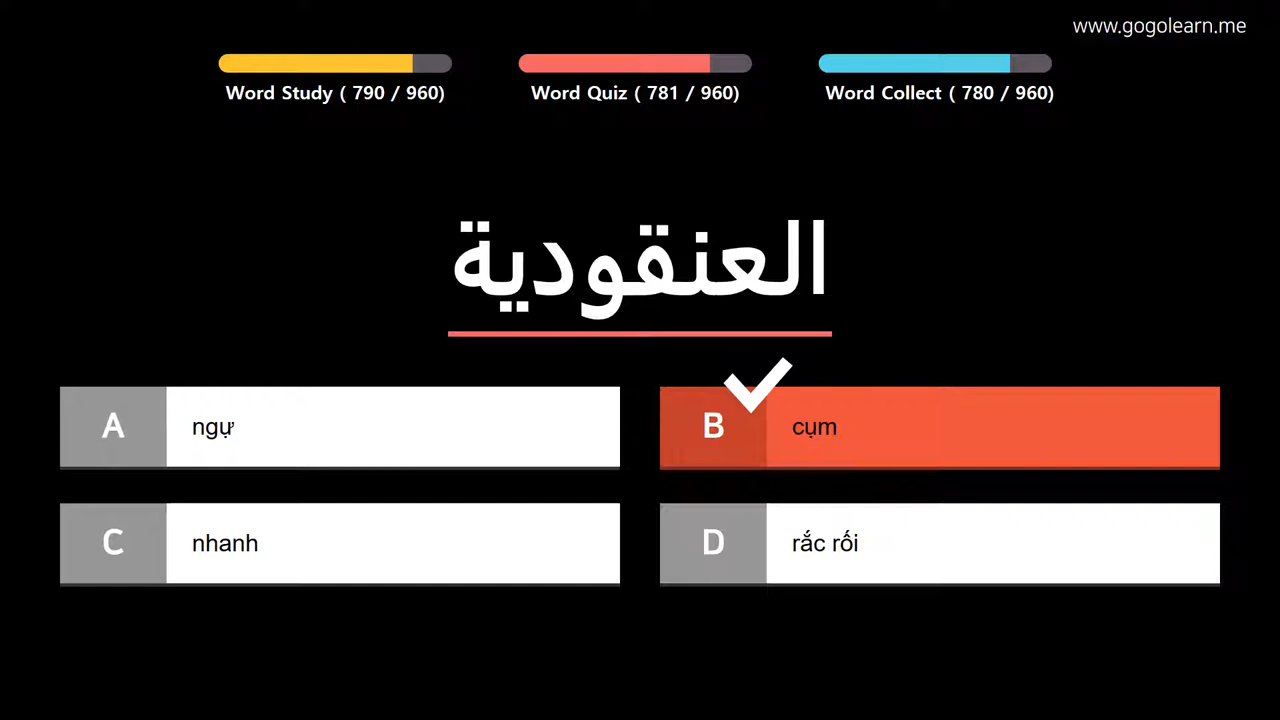 www.gogolearn.me
Word Study ( 790 / 960)
Word Quiz ( 781 / 960)
Word Collect ( 780 / 960)
العنقودية
A ngự
B cụm
C nhanh
D rắc rối